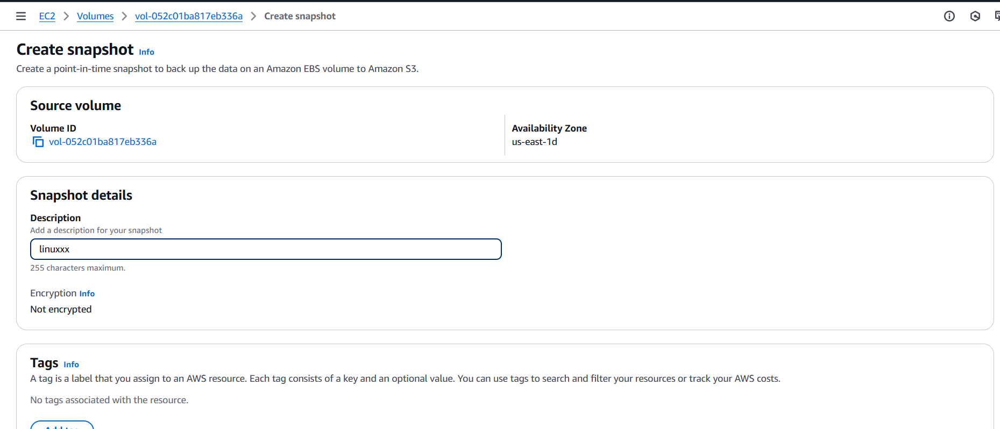 EC2 > Volumes > vol-052c01ba817eb336a > Create snapshot
Create snapshot Info
Create a point-in-time snapshot to back up the data on an Amazon EBS volume to Amazon S3.
Source volume
Volume ID
vol-052c01ba817eb336a
Availability Zone
us-east-1d
Snapshot details
Description
Add a description for your snapshot
linuxxx
255 characters maximum.
Encryption Info
Not encrypted
Tags Info
A tag is a label that you assign to an AWS resource. Each tag consists of a key and an optional value. You can use tags to search and filter your resources or track your AWS costs.
No tags associated with the resource.